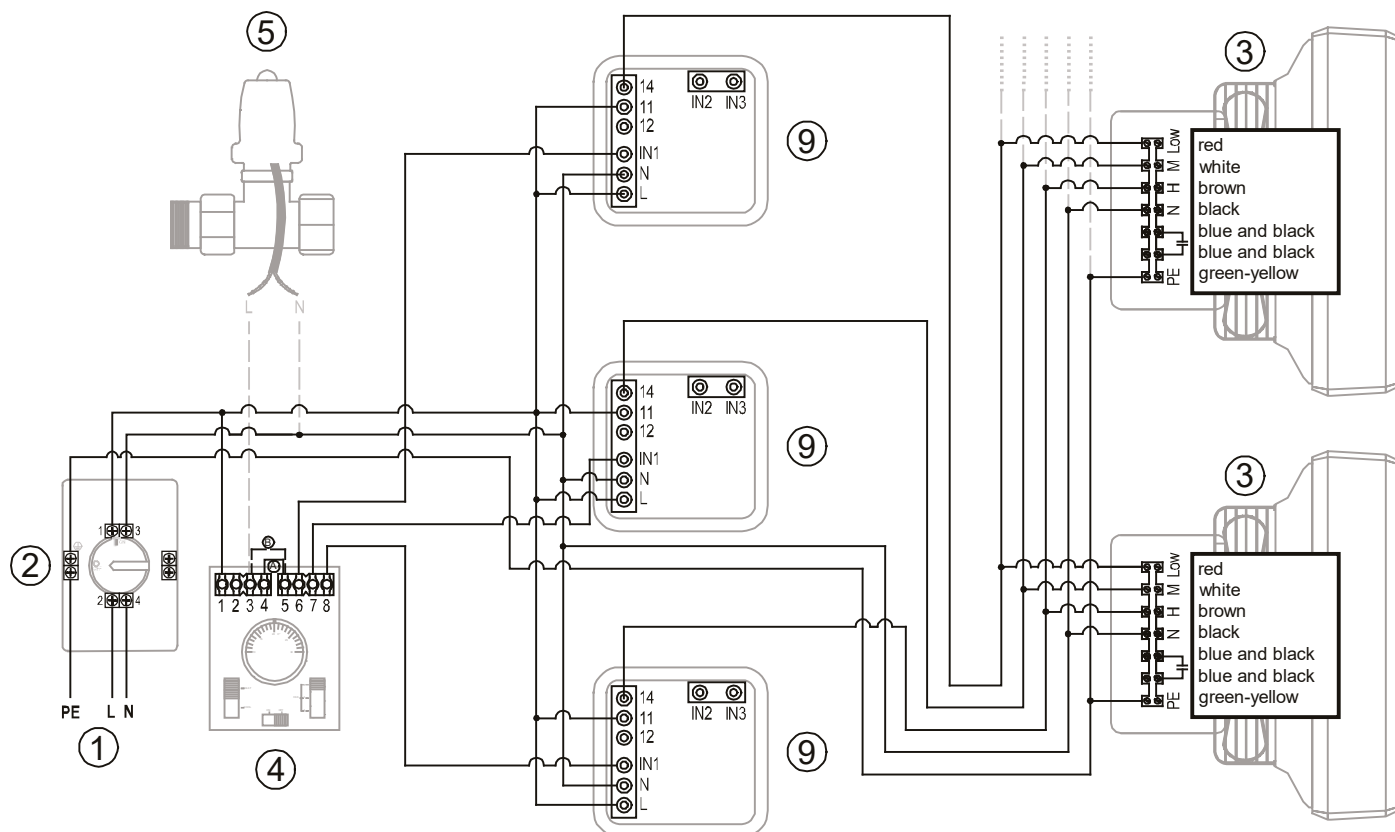 5
14
11
12
IN1
N
L
IN2 IN3
9
3
Low
M
H
N
PE
red
white
brown
black
blue and black
blue and black
green-yellow
L N
14
11
12
IN1
N
L
IN2 IN3
9
2
1 3
2 4
PE L N
1
B
A
1 2 3 4 5 6 7 8
4
14
11
12
IN1
N
L
IN2 IN3
9
3
Low
M
H
N
PE
red
white
brown
black
blue and black
blue and black
green-yellow